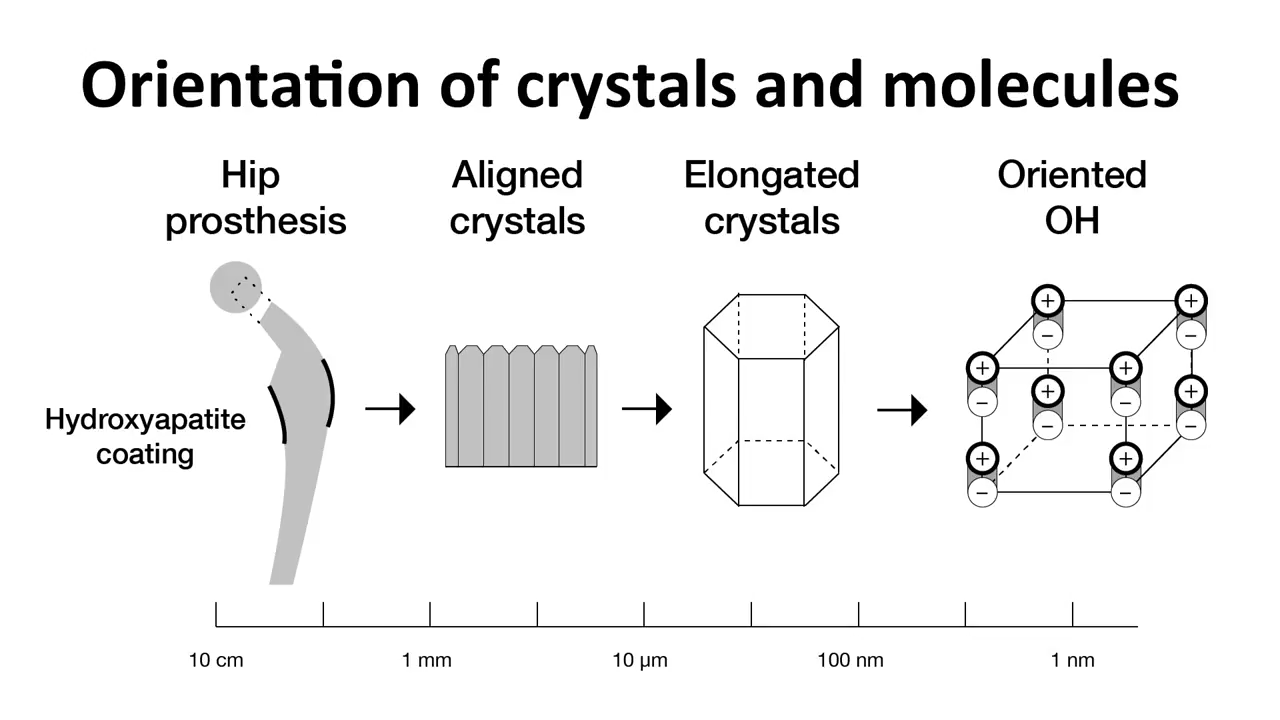 Orientation of crystals and molecules
Hip
prosthesis
Aligned
crystals
Elongated
crystals
Oriented
OH
Hydroxyapatite
coating
+ +
− −
+ +
− −
+ +
− −
+ +
− −
10 cm 1 mm 10 µm 100 nm 1 nm